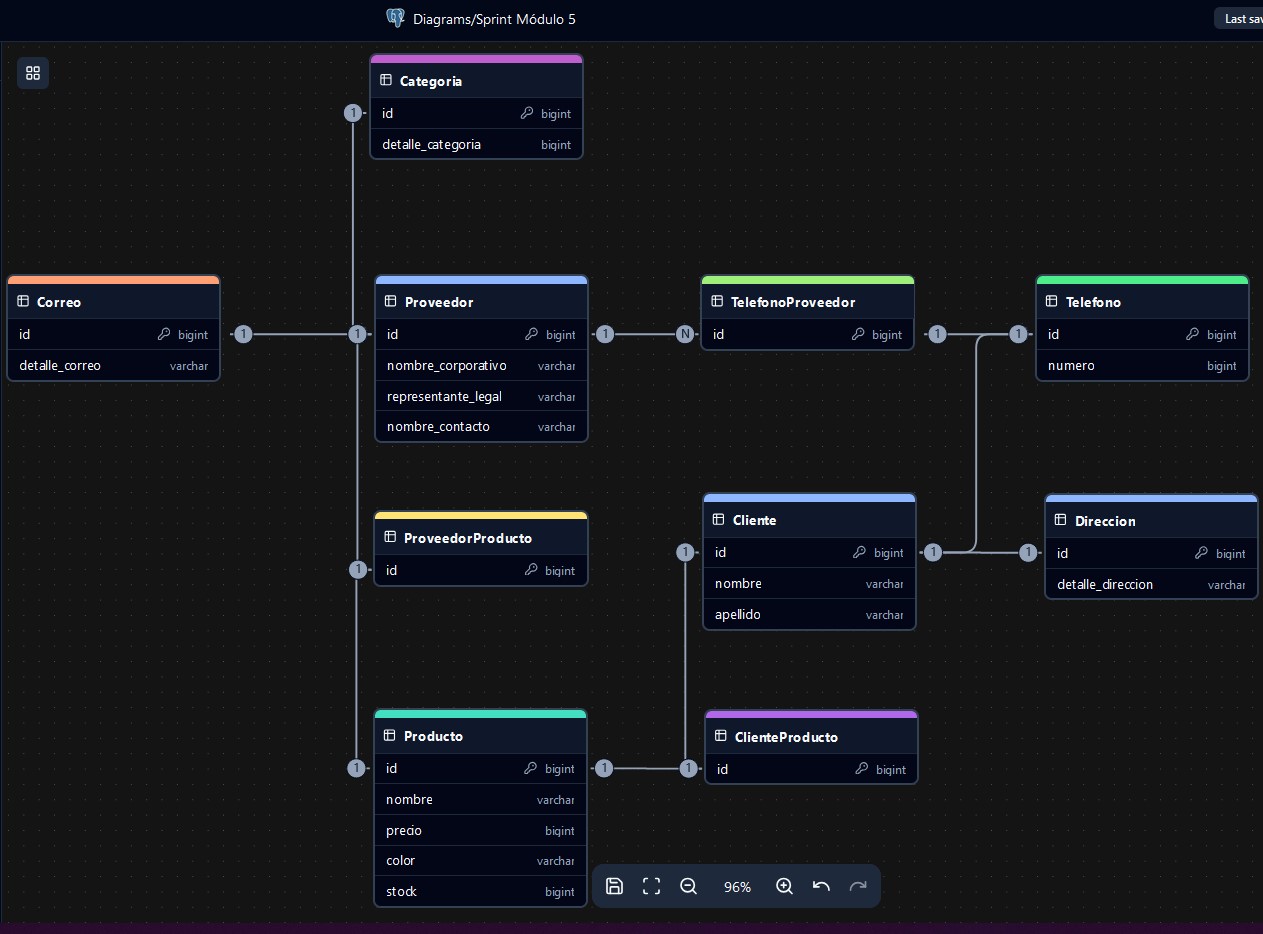 Diagrams/Sprint Módulo 5
Last sav
Categoria
1 id bigint
detalle_categoria bigint
Correo
id bigint 1
detalle_correo varchar
Proveedor
1 id bigint 1
nombre_corporativo varchar
representante_legal varchar
nombre_contacto varchar
TelefonoProveedor
N id bigint 1
Telefono
1 id bigint
numero bigint
ProveedorProducto
1 id bigint
Cliente
1 id bigint 1
nombre varchar
apellido varchar
Direccion
1 id bigint
detalle_direccion varchar
Producto
1 id bigint 1
nombre varchar
precio bigint
color varchar
stock bigint
ClienteProducto
1 id bigint
96%